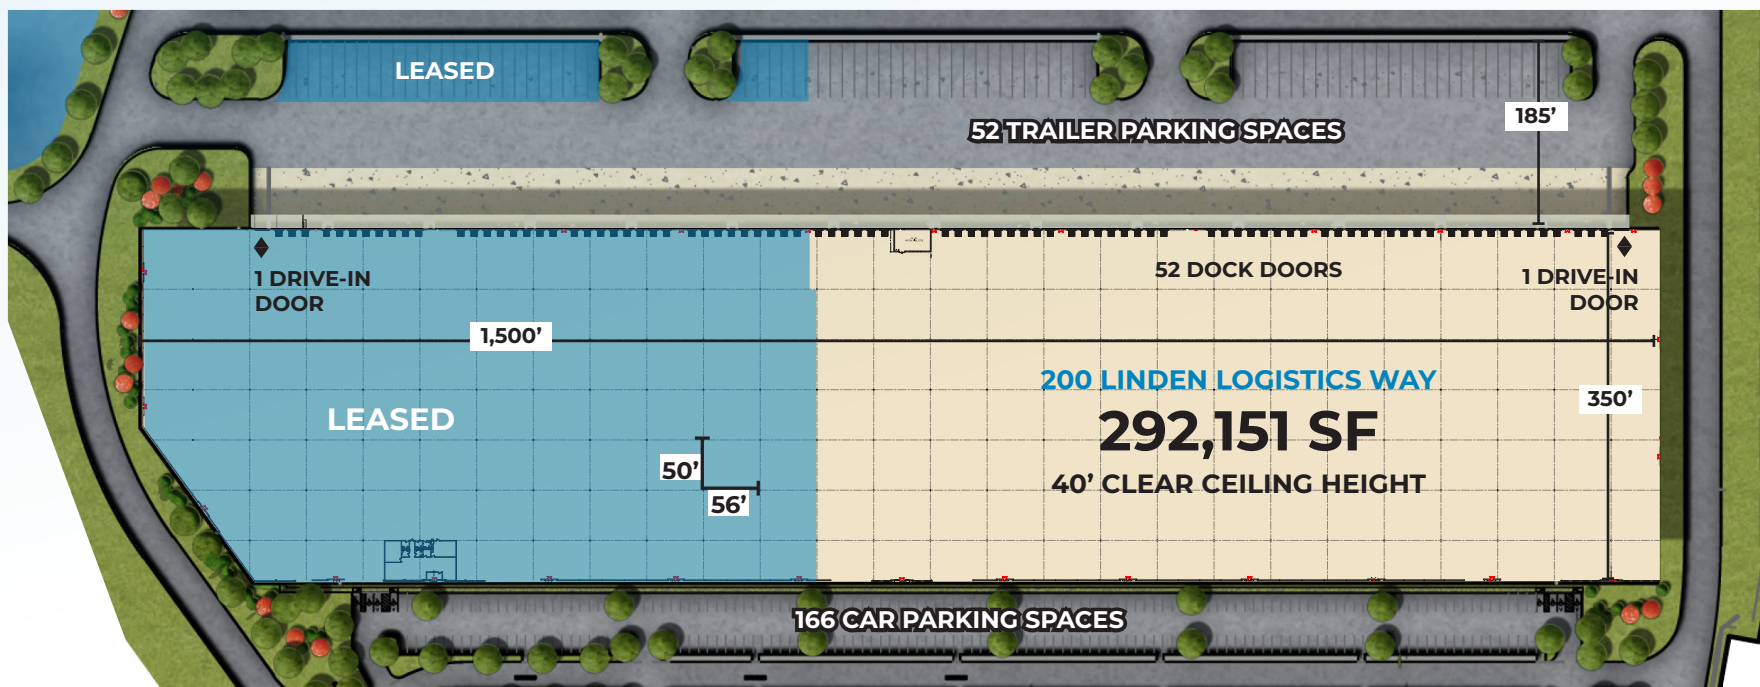 LEASED
52 TRAILER PARKING SPACES
185’
1 DRIVE-IN
DOOR
52 DOCK DOORS
1 DRIVE-IN
DOOR
1,500’
200 LINDEN LOGISTICS WAY
292,151 SF
40’ CLEAR CEILING HEIGHT
350’
LEASED
50’
56’
166 CAR PARKING SPACES